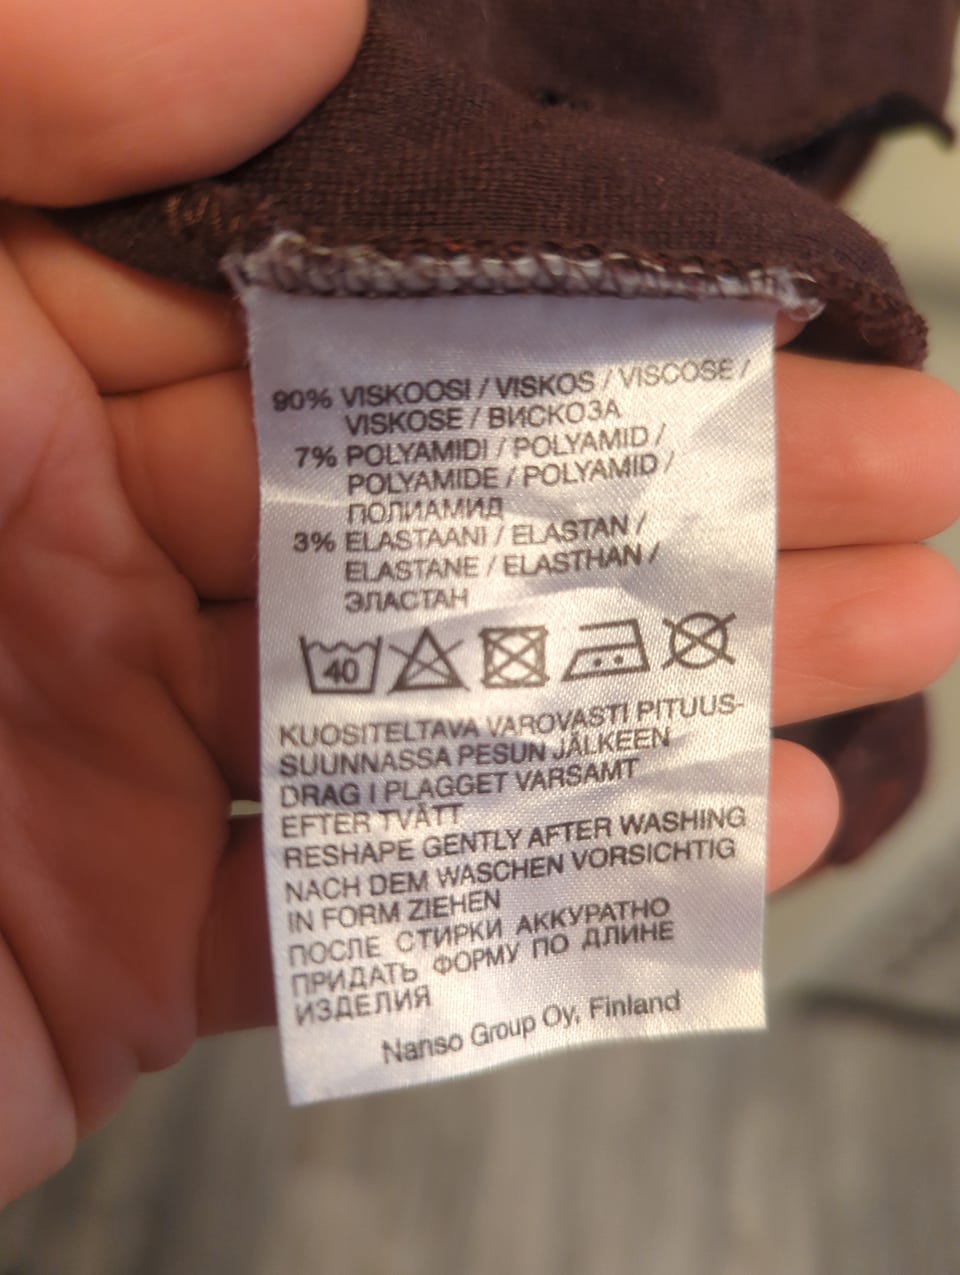 90% VISKOOSI / VISKOS / VISCOSE /
VISKOSE / ВИСКОЗА
7% POLYAMIDI / POLYAMID /
POLYAMIDE / POLYAMID /
ПОЛИАМИД
3% ELASTAANI / ELASTAN /
ELASTANE / ELASTHAN /
ЭЛАСТАН
40
KUOSITELTAVA VAROVASTI PITUUS-
SUUNNASSA PESUN JÄLKEEN
DRAG I PLAGGET VARSAMT
EFTER TVÄTT
RESHAPE GENTLY AFTER WASHING
NACH DEM WASCHEN VORSICHTIG
IN FORM ZIEHEN
ПОСЛЕ СТИРКИ АККУРАТНО
ПРИДАТЬ ФОРМУ ПО ДЛИНЕ
ИЗДЕЛИЯ
Nanso Group Oy, Finland